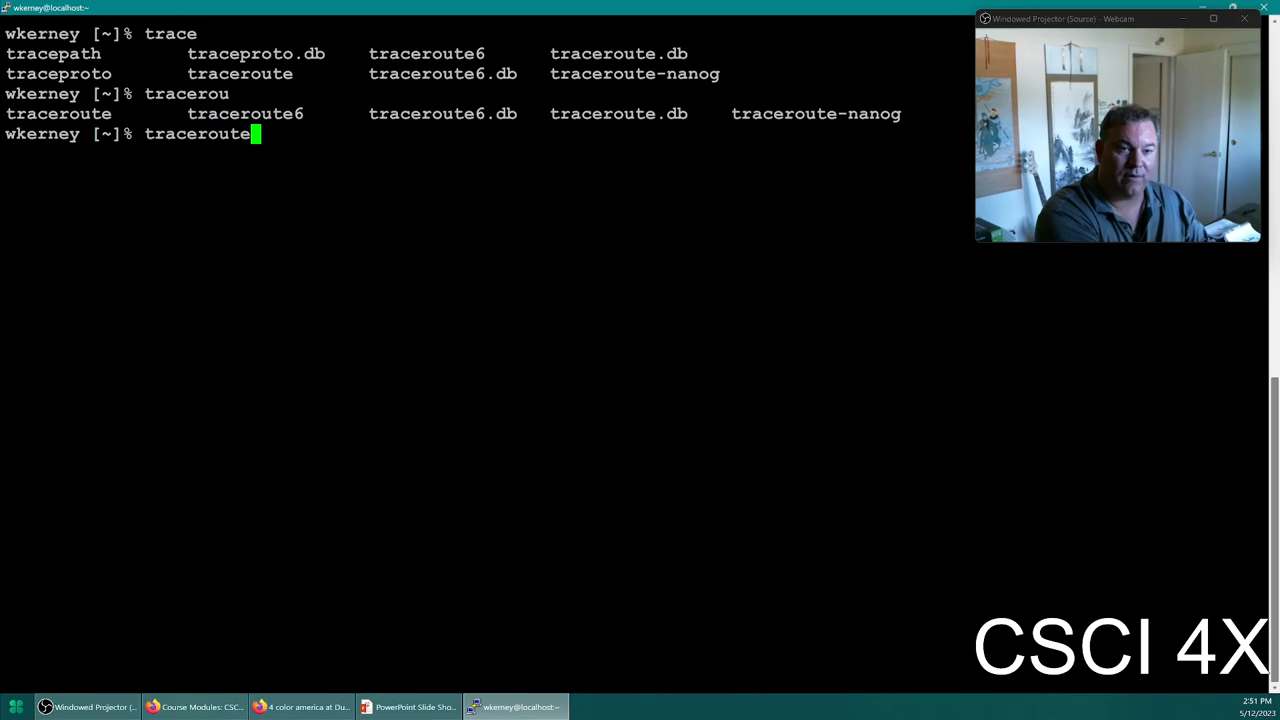 wkerney@localhost:~
Windowed Projector (Source) - Webcam
wkerney [~]% trace
tracepath traceproto.db traceroute6 traceroute.db
traceproto traceroute traceroute6.db traceroute-nanog
wkerney [~]% tracerou
traceroute traceroute6 traceroute6.db traceroute.db traceroute-nanog
wkerney [~]% traceroute
CSCI 4X
Windowed Projector (... Course Modules: CSC... 4 color america at Du... PowerPoint Slide Sho... wkerney@localhost:~
2:51 PM
5/12/2023